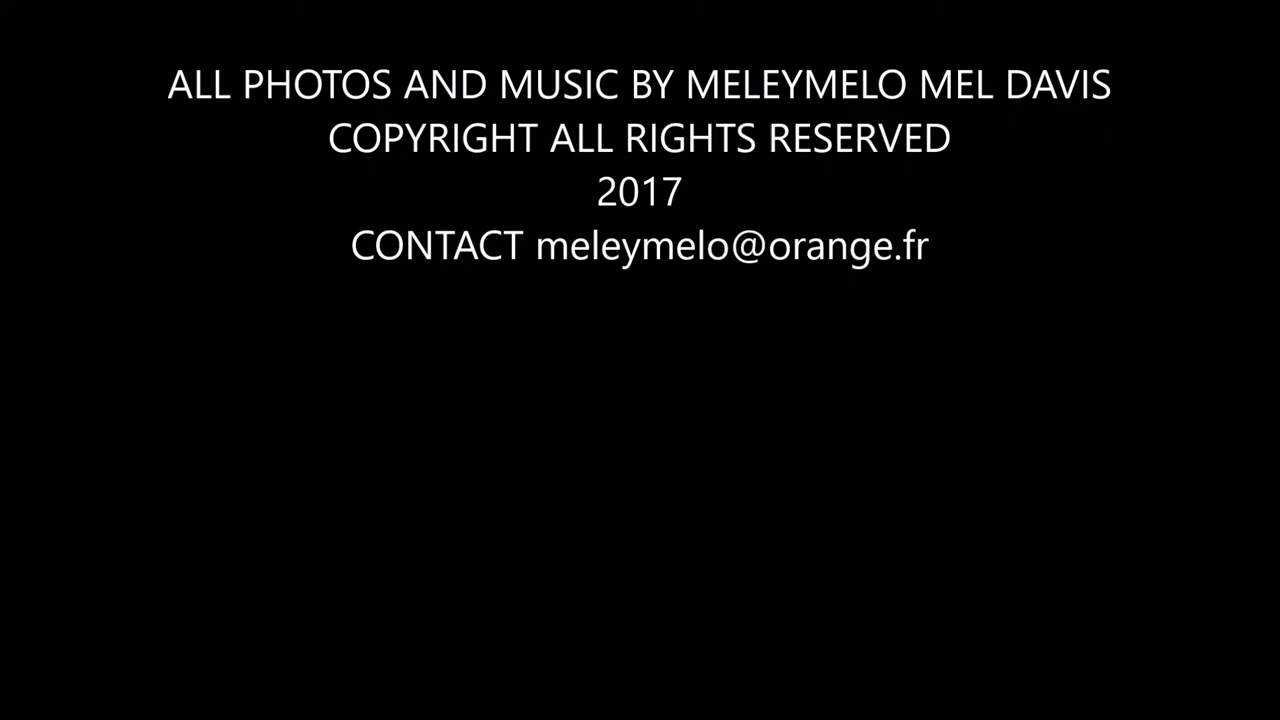 ALL PHOTOS AND MUSIC BY MELEYMELO MEL DAVIS
COPYRIGHT ALL RIGHTS RESERVED
2017
CONTACT meleymelo@orange.fr